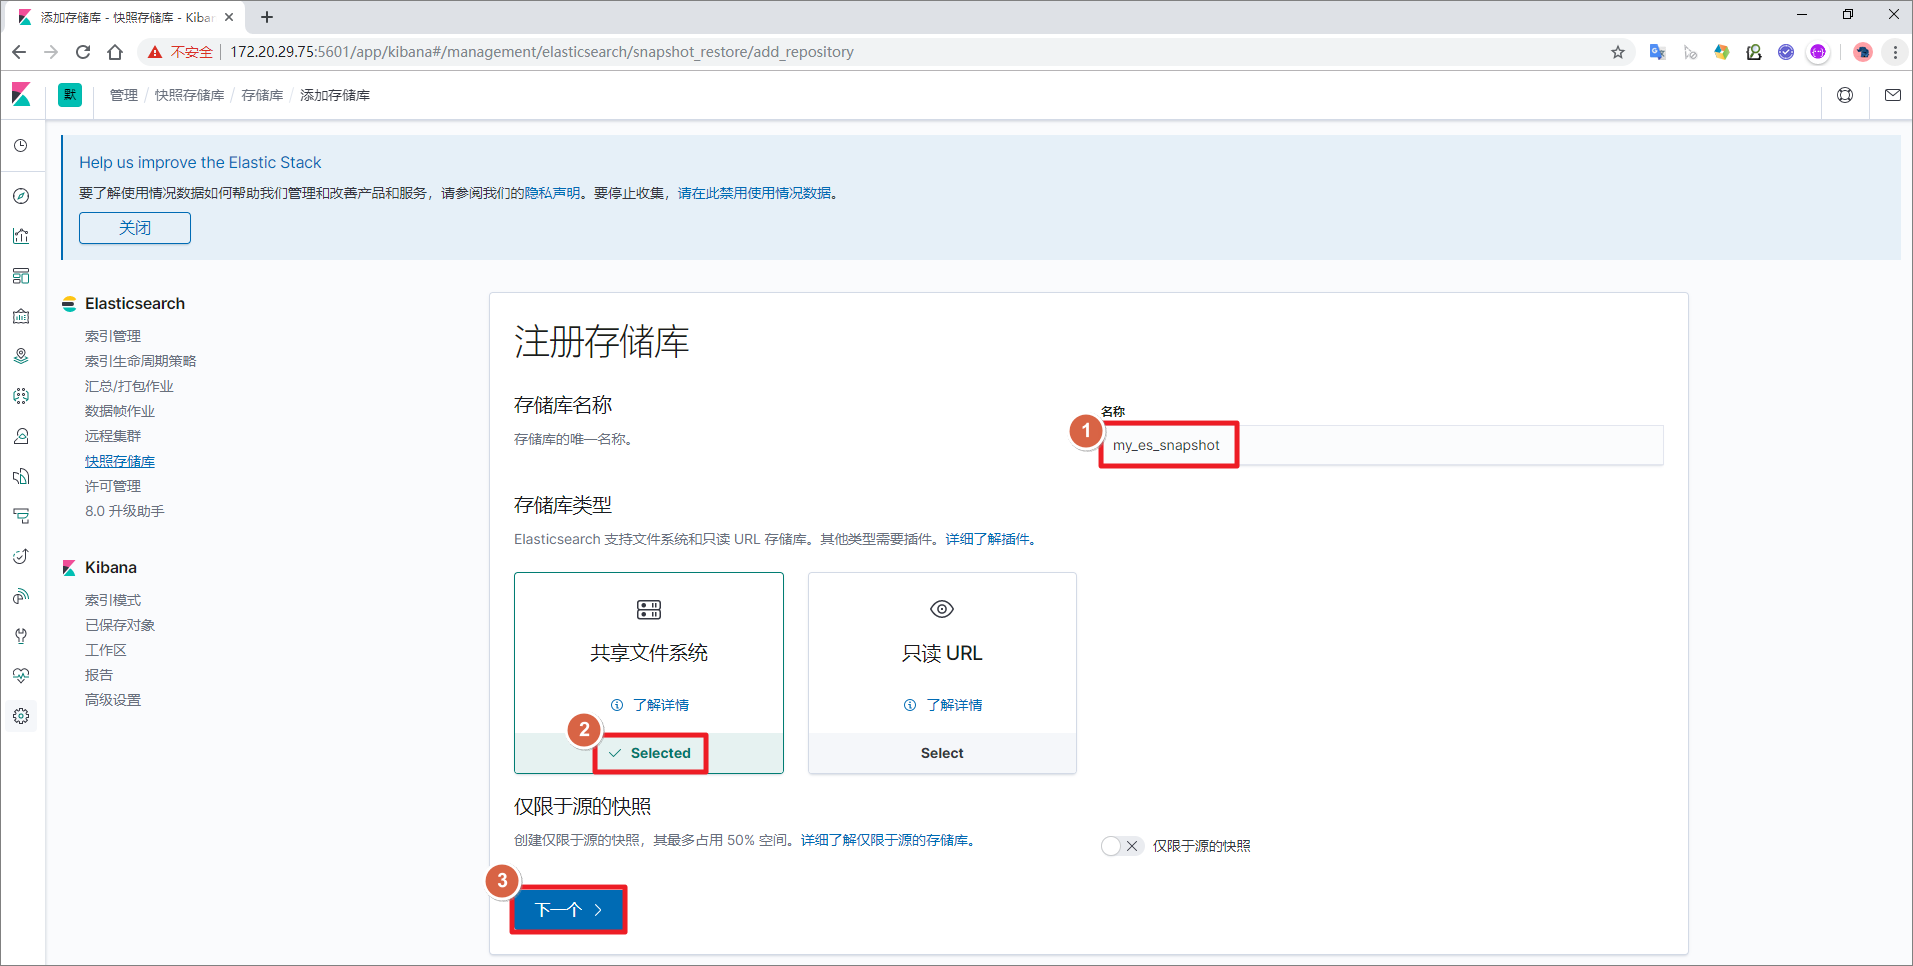 添加存储库 - 快照存储库 - Kibana
不安全 172.20.29.75:5601/app/kibana#/management/elasticsearch/snapshot_restore/add_repository
默 管理 / 快照存储库 / 存储库 / 添加存储库
Help us improve the Elastic Stack
要了解使用情况数据如何帮助我们管理和改善产品和服务，请参阅我们的隐私声明。要停止收集，请在此禁用使用情况数据。
关闭
Elasticsearch
索引管理
索引生命周期策略
汇总/打包作业
数据帧作业
远程集群
快照存储库
许可管理
8.0 升级助手
Kibana
索引模式
已保存对象
工作区
报告
高级设置
注册存储库
存储库名称
存储库的唯一名称。
名称
1
my_es_snapshot
存储库类型
Elasticsearch 支持文件系统和只读 URL 存储库。其他类型需要插件。详细了解插件。
共享文件系统
了解详情
2
Selected
只读 URL
了解详情
Select
仅限于源的快照
创建仅限于源的快照，其最多占用 50% 空间。详细了解仅限于源的存储库。
仅限于源的快照
3
下一个